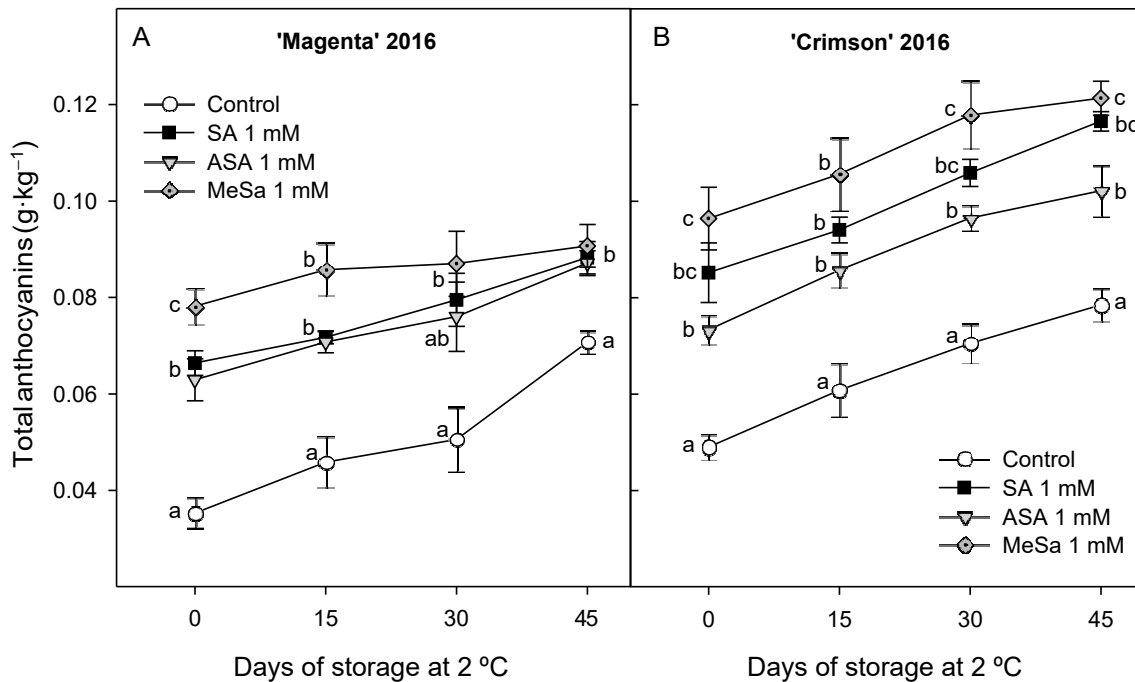 A
'Magenta' 2016
Control
SA 1 mM
ASA 1 mM
MeSa 1 mM
c
b
b
b
b
ab
b
a
a
a
a
B
'Crimson' 2016
c
bc
b
b
b
b
c
bc
b
c
bc
b
a
a
a
a
Control
SA 1 mM
ASA 1 mM
MeSa 1 mM
0.12
0.10
0.08
0.06
0.04
Total anthocyanins (g·kg⁻¹)
0 15 30 45
0 15 30 45
Days of storage at 2 ºC
Days of storage at 2 ºC